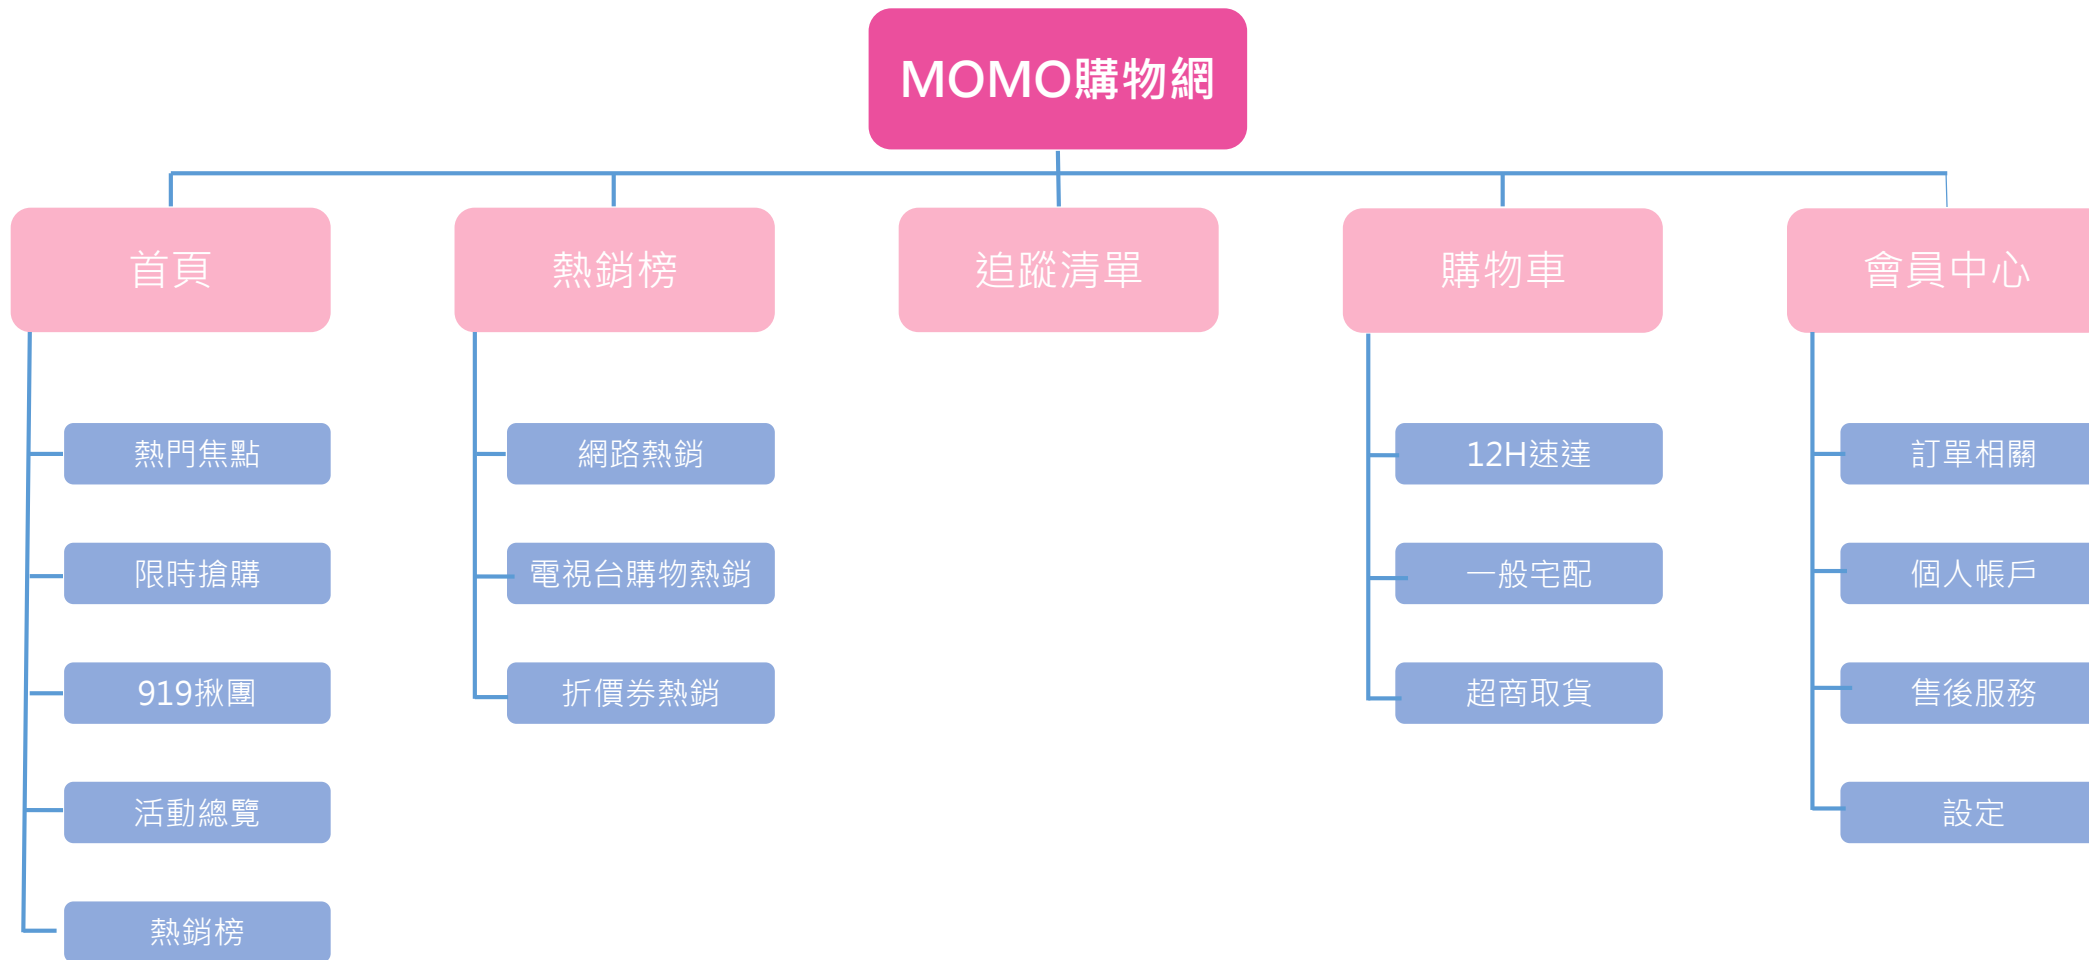 MOMO購物網
首頁
熱銷榜
追蹤清單
購物車
會員中心
熱門焦點
限時搶購
919揪團
活動總覽
熱銷榜
網路熱銷
電視台購物熱銷
折價券熱銷
12H速達
一般宅配
超商取貨
訂單相關
個人帳戶
售後服務
設定